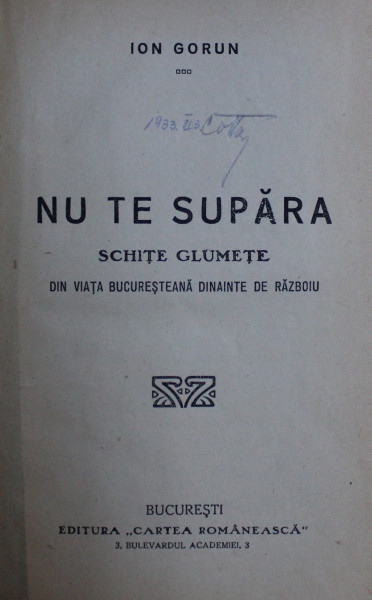 ION GORUN
1933.
NU TE SUPĂRA
SCHIȚE GLUMEȚE
DIN VIAȚA BUCUREȘTEANĂ DINAINTE DE RĂZBOIU
BUCUREȘTI
EDITURA „CARTEA ROMÂNEASCĂ"
3, BULEVARDUL ACADEMIEI, 3